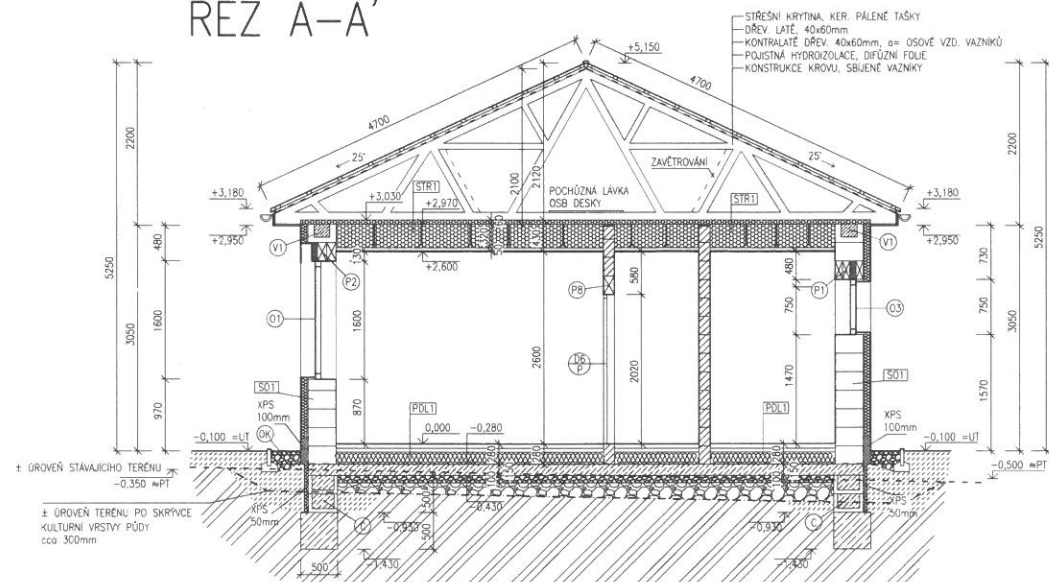 ŘEZ A-A'
STŘEŠNÍ KRYTINA, KER. PÁLENÉ TAŠKY
DŘEV. LATĚ, 40x60mm
KONTRALATĚ DŘEV. 40x60mm, a= OSOVÉ VZD. VAZNÍKŮ
POJISTNÁ HYDROIZOLACE, DIFÚZNÍ FOLIE
KONSTRUKCE KROVU, SBÍJENÉ VAZNÍKY
+5,150
4700
4700
2200
2200
25°
25°
ZAVĚTROVÁNÍ
2100
2120
POCHŮZNÁ LÁVKA
OSB DESKY
STR1
STR1
+3,180
+3,180
+3,030
+2,970
+2,950
+2,950
+2,600
V1
V1
P2
P1
P8
O1
O3
D6
P
5250
5250
3050
3050
480
1600
970
130
1600
870
2600
580
2020
480
750
1470
730
750
1570
SO1
SO1
XPS
100mm
XPS
100mm
PDL1
PDL1
0,000
-0,280
OK
-0,100 =UT
-0,100 =UT
± ÚROVEŇ STÁVAJÍCIHO TERÉNU
-0,350 ≈PT
-0,500 ≈PT
± ÚROVEŇ TERÉNU PO SKRÝVCE
KULTURNÍ VRSTVY PŮDY
cca 300mm
XPS
50mm
XPS
50mm
-0,430
-0,930
-0,930
C
C
500
500
500
-1,430
-1,430